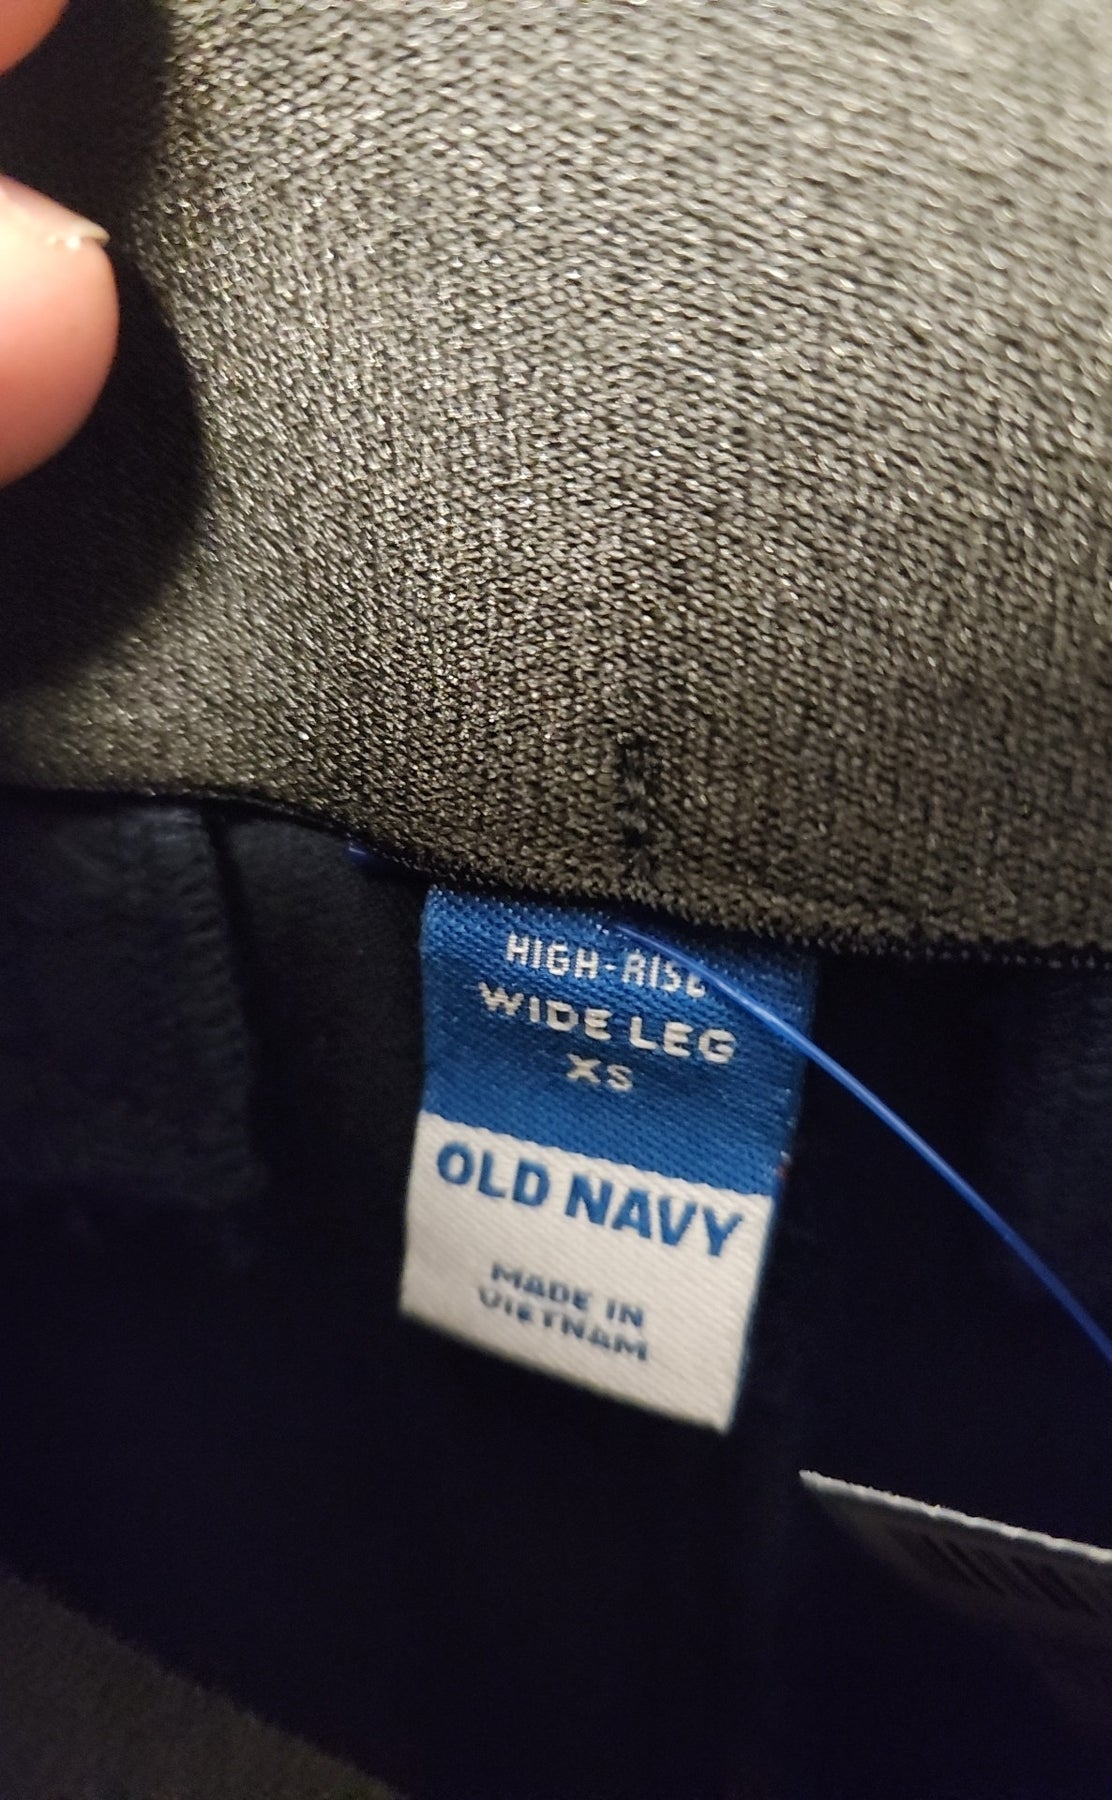 HIGH-RISE
WIDE LEG
XS
OLD NAVY
MADE IN
VIETNAM